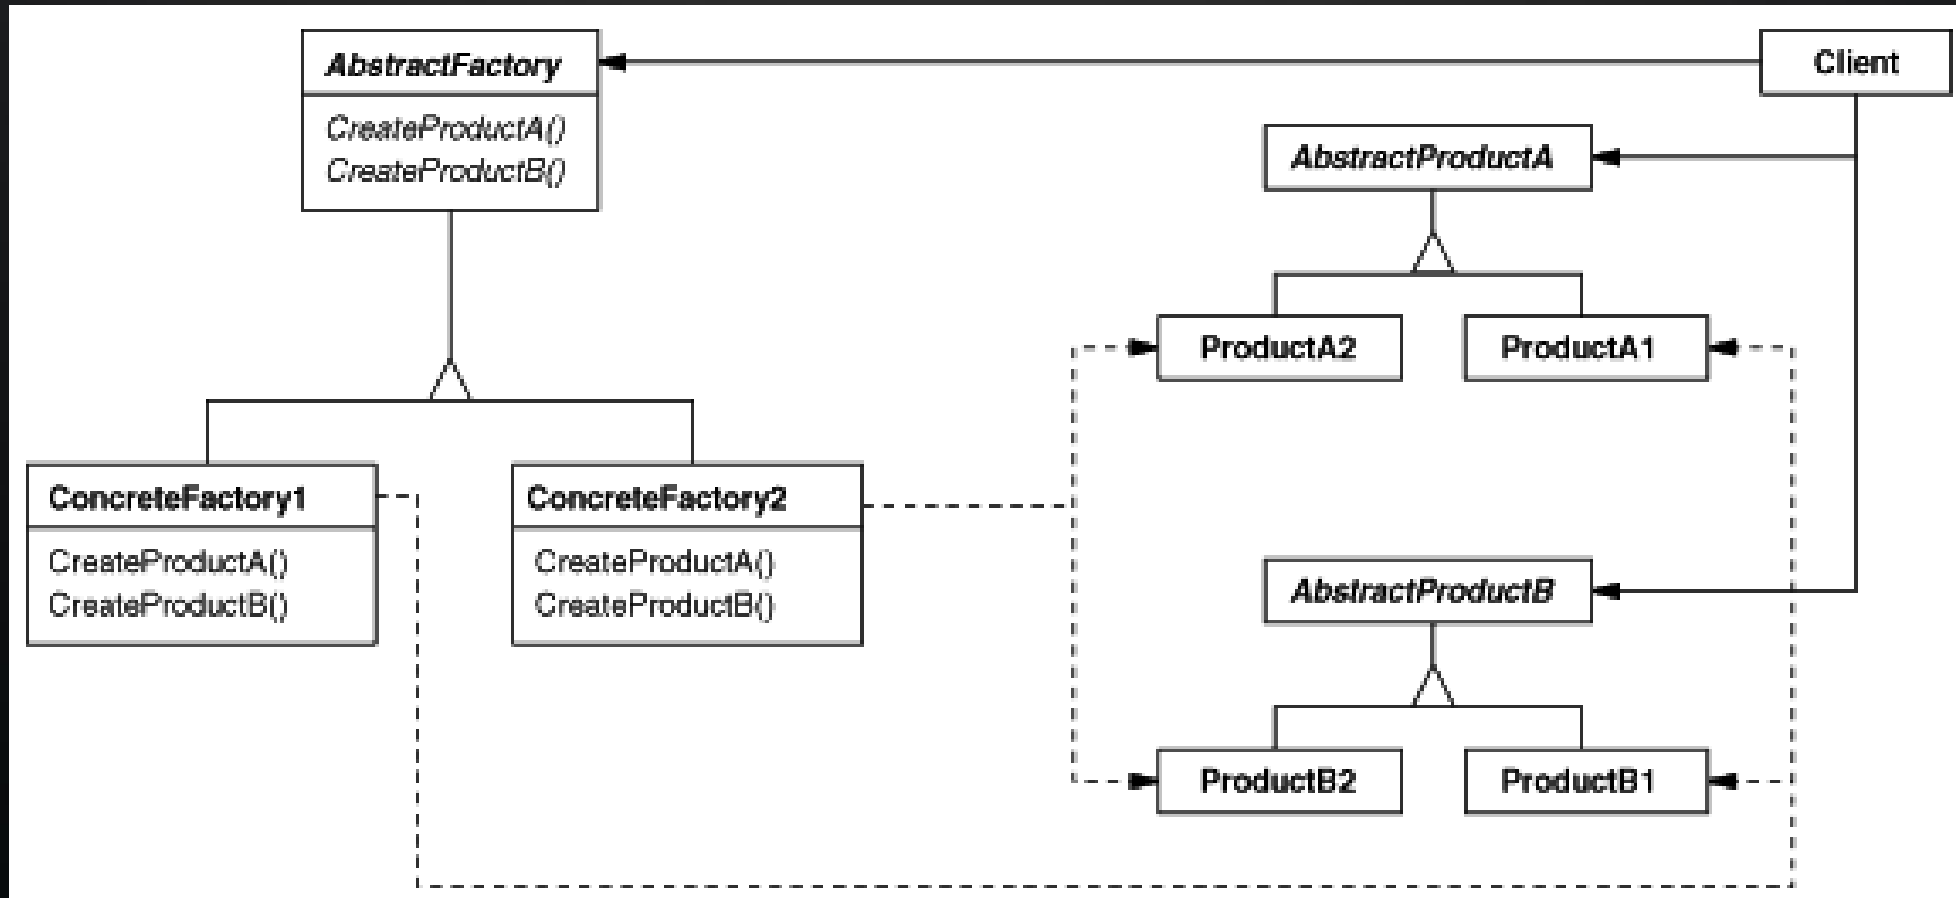 AbstractFactory
CreateProductA()
CreateProductB()
Client
AbstractProductA
ProductA2
ProductA1
ConcreteFactory1
CreateProductA()
CreateProductB()
ConcreteFactory2
CreateProductA()
CreateProductB()
AbstractProductB
ProductB2
ProductB1